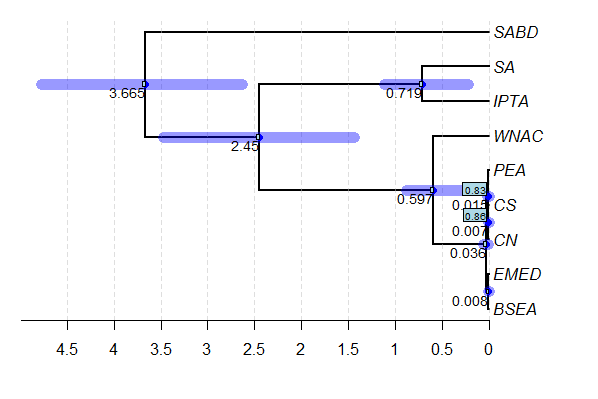 SABD
SA
3.665
0.719
IPTA
WNAC
2.45
PEA
0.83
0.597
0.015
CS
0.86
0.007
CN
0.036
EMED
0.008
BSEA
4.5 4 3.5 3 2.5 2 1.5 1 0.5 0